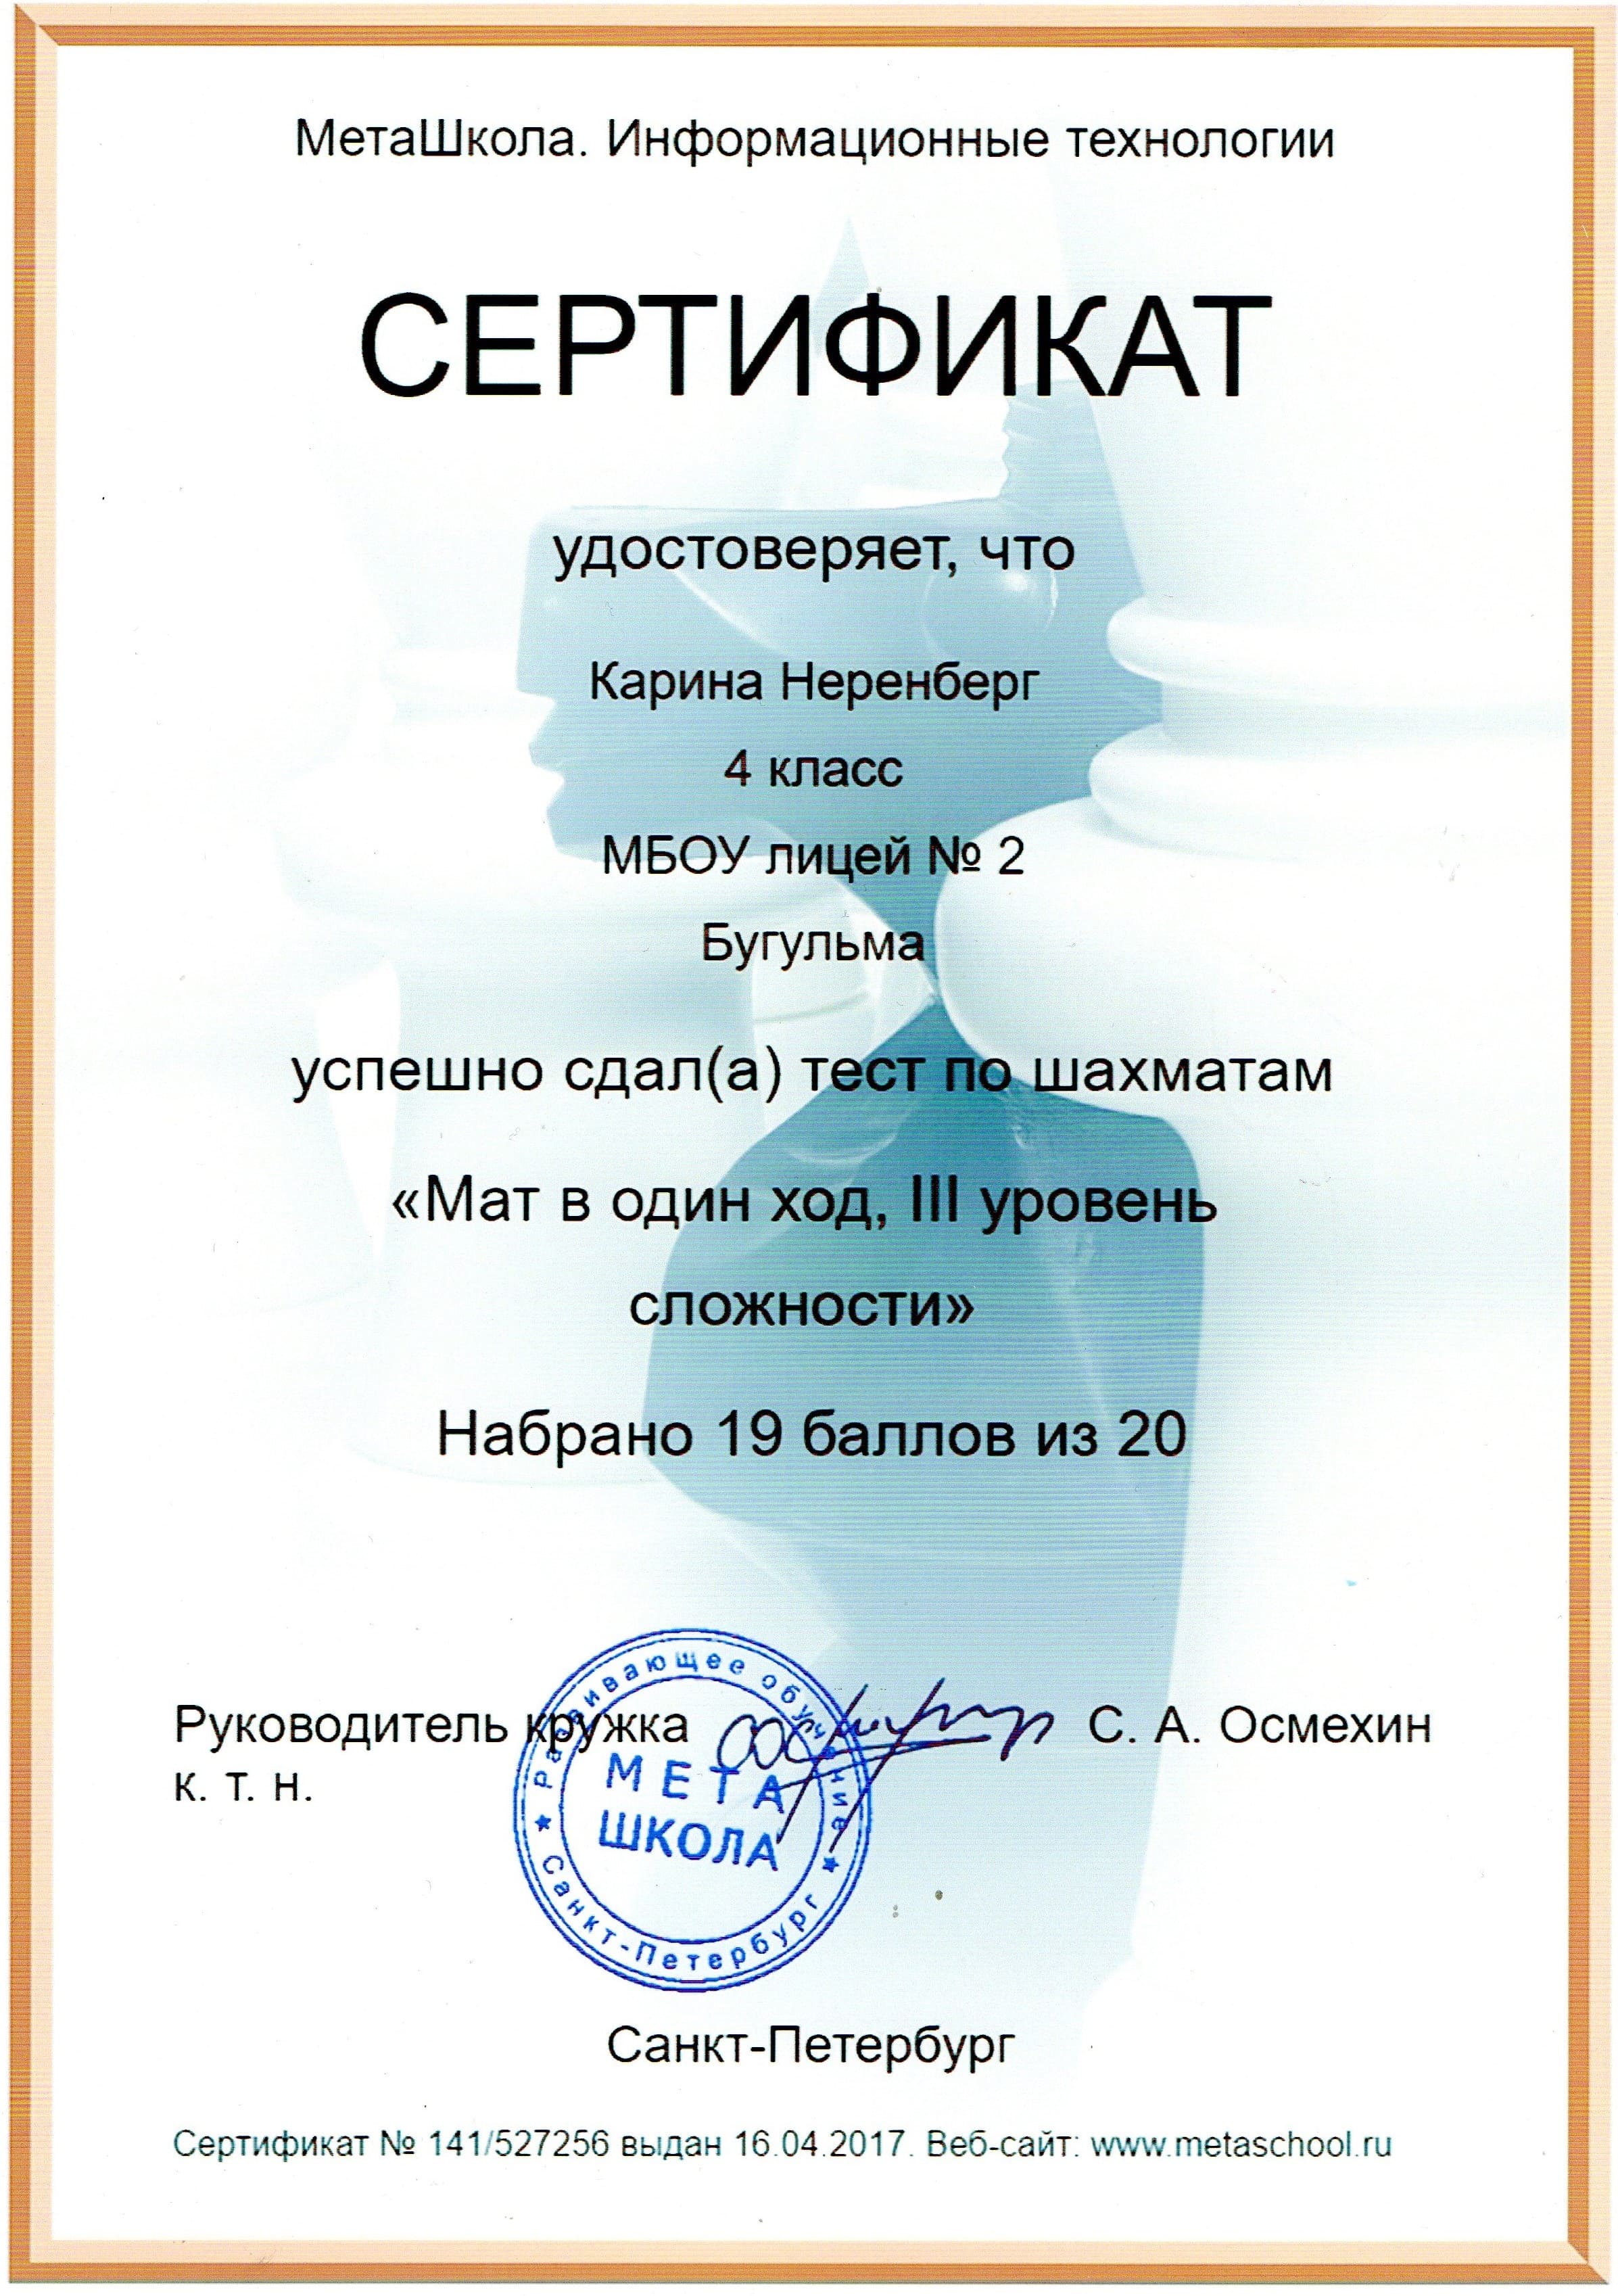 МетаШкола. Информационные технологии
СЕРТИФИКАТ
удостоверяет, что
Карина Неренберг
4 класс
МБОУ лицей № 2
Бугульма
успешно сдал(а) тест по шахматам
«Мат в один ход, III уровень
сложности»
Набрано 19 баллов из 20
Руководитель кружка С. А. Осмехин
к. т. н.
Развивающее обучение
МЕТА
ШКОЛА
Санкт-Петербург
Санкт-Петербург
Сертификат № 141/527256 выдан 16.04.2017. Веб-сайт: www.metaschool.ru